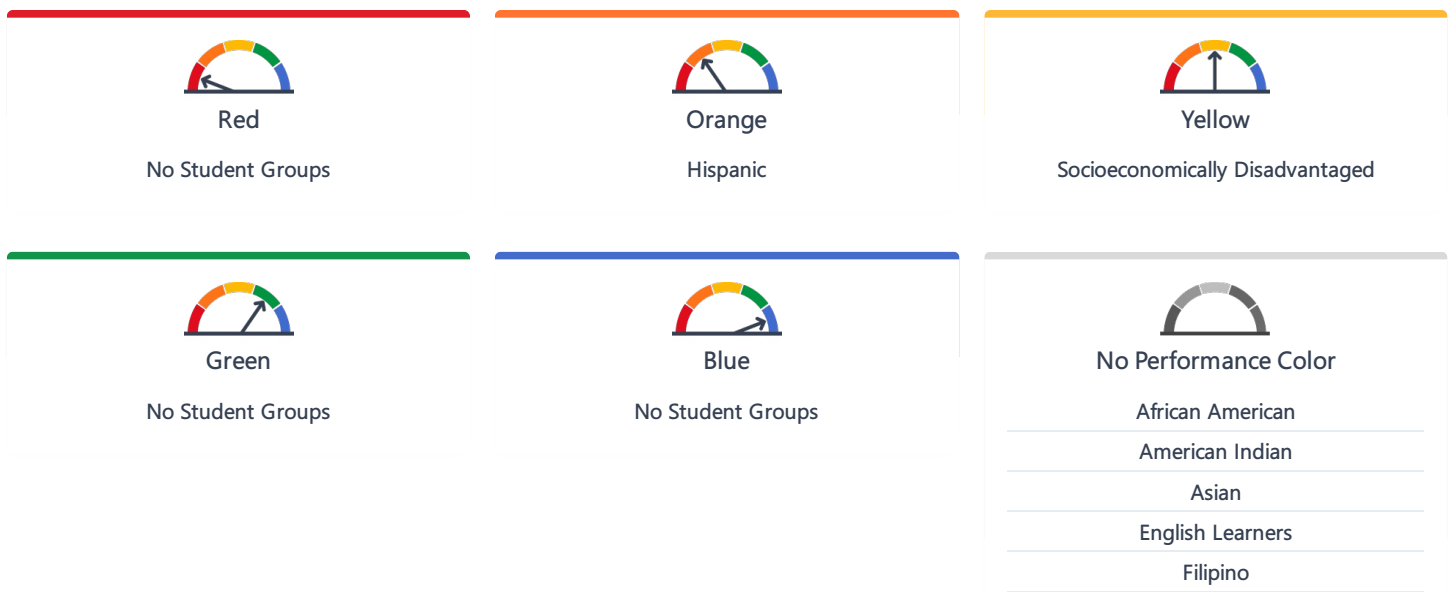 Red
No Student Groups
Orange
Hispanic
Yellow
Socioeconomically Disadvantaged
Green
No Student Groups
Blue
No Student Groups
No Performance Color
African American
American Indian
Asian
English Learners
Filipino